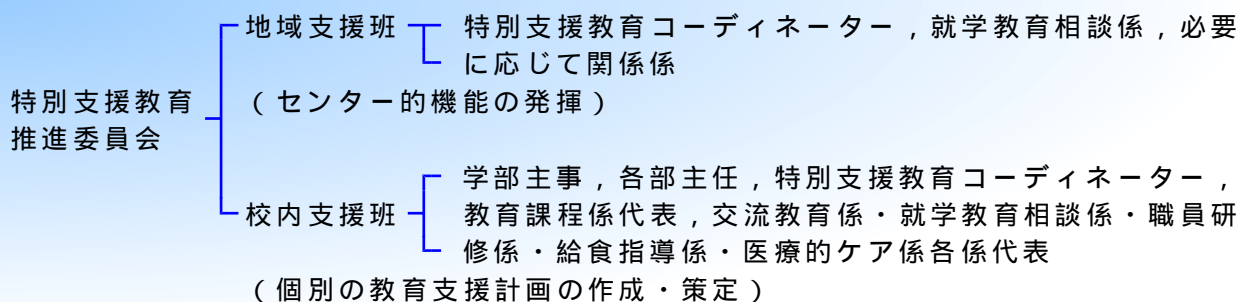 地域支援班 特別支援教育コーディネーター，就学教育相談係，必要
に応じて関係係
特別支援教育
推進委員会
（センター的機能の発揮）
学部主事，各部主任，特別支援教育コーディネーター，
校内支援班 教育課程係代表，交流教育係・就学教育相談係・職員研
修係・給食指導係・医療的ケア係各係代表
（個別の教育支援計画の作成・策定）